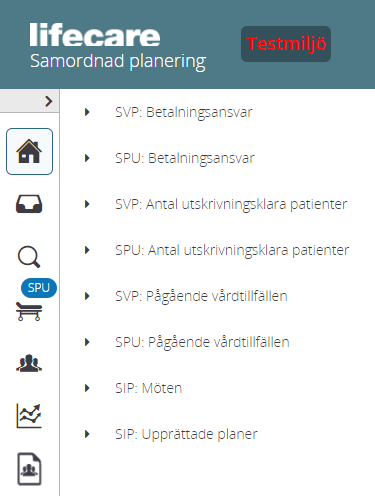 lifecare
Samordnad planering
Testmiljö
SVP: Betalningsansvar
SPU: Betalningsansvar
SVP: Antal utskrivningsklara patienter
SPU: Antal utskrivningsklara patienter
SPU
SVP: Pågående vårdtillfällen
SPU: Pågående vårdtillfällen
SIP: Möten
SIP: Upprättade planer